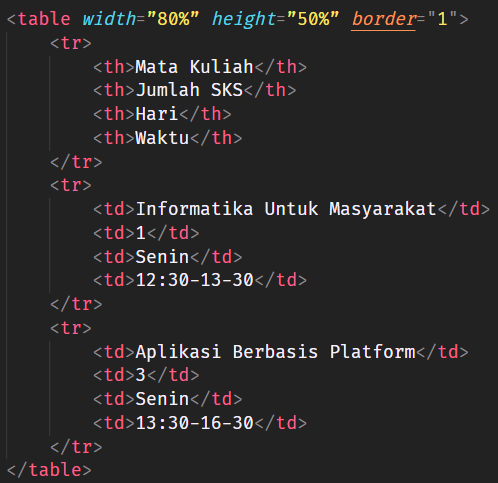 <table width=”80%” height=”50%” border="1">
<tr>
<th>Mata Kuliah</th>
<th>Jumlah SKS</th>
<th>Hari</th>
<th>Waktu</th>
</tr>
<tr>
<td>Informatika Untuk Masyarakat</td>
<td>1</td>
<td>Senin</td>
<td>12:30-13-30</td>
</tr>
<tr>
<td>Aplikasi Berbasis Platform</td>
<td>3</td>
<td>Senin</td>
<td>13:30-16-30</td>
</tr>
</table>